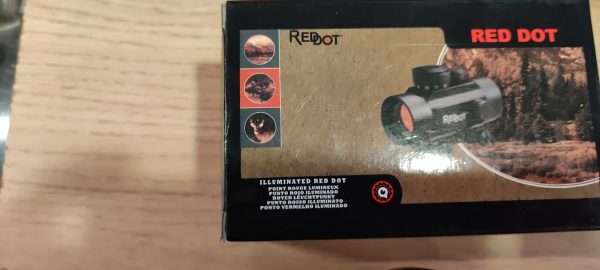 REDDOT
RED DOT
REDDOT
ILLUMINATED RED DOT
POINT ROUGE LUMINEUX
PUNTO ROJO ILUMINADO
ROTER LEUCHTPUNKT
PUNTO ROSSO ILLUMINATO
PONTO VERMELHO ILUMINADO